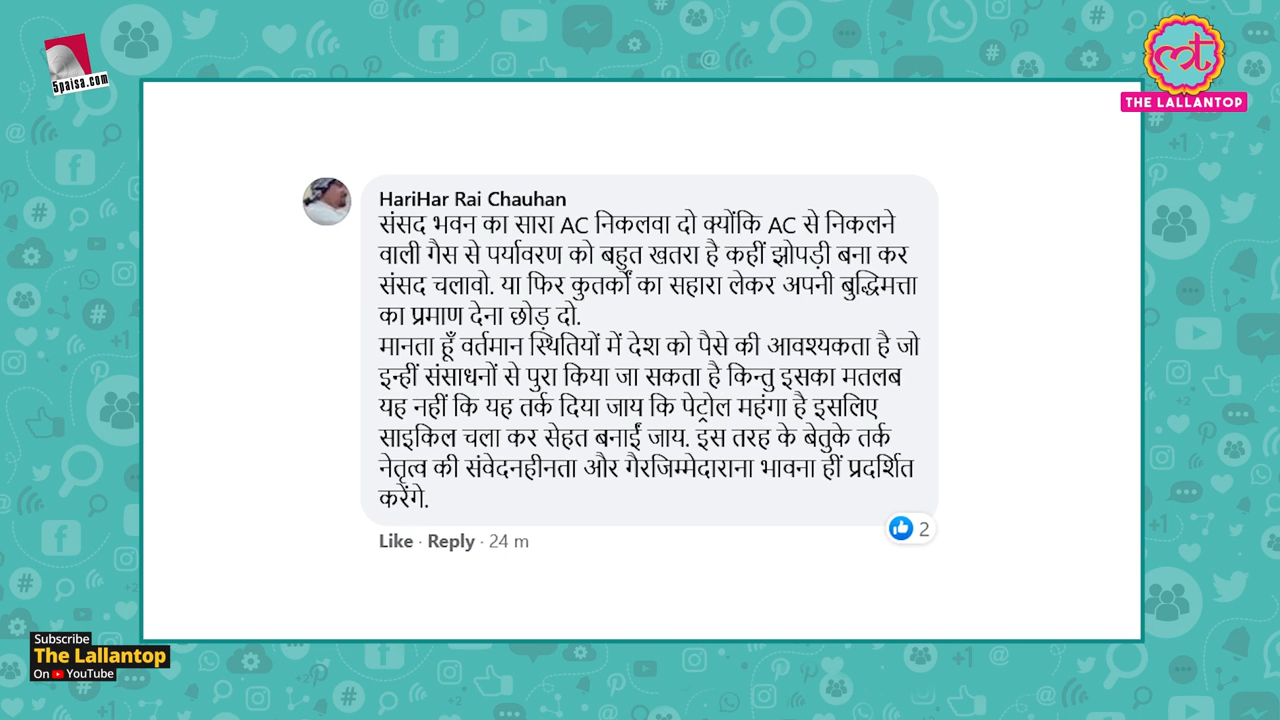 5paisa.com
mt
THE LALLANTOP
HariHar Rai Chauhan
संसद भवन का सारा AC निकलवा दो क्योंकि AC से निकलने
वाली गैस से पर्यावरण को बहुत खतरा है कहीं झोपड़ी बना कर
संसद चलावो. या फिर कुतर्कों का सहारा लेकर अपनी बुद्धिमत्ता
का प्रमाण देना छोड़ दो.
मानता हूँ वर्तमान स्थितियों में देश को पैसे की आवश्यकता है जो
इन्हीं संसाधनों से पुरा किया जा सकता है किन्तु इसका मतलब
यह नहीं कि यह तर्क दिया जाय कि पेट्रोल महंगा है इसलिए
साइकिल चला कर सेहत बनाईं जाय. इस तरह के बेतुके तर्क
नेतृत्व की संवेदनहीनता और गैरजिम्मेदाराना भावना हीं प्रदर्शित
करेंगे.
2
Like · Reply · 24 m
Subscribe
The Lallantop
On YouTube